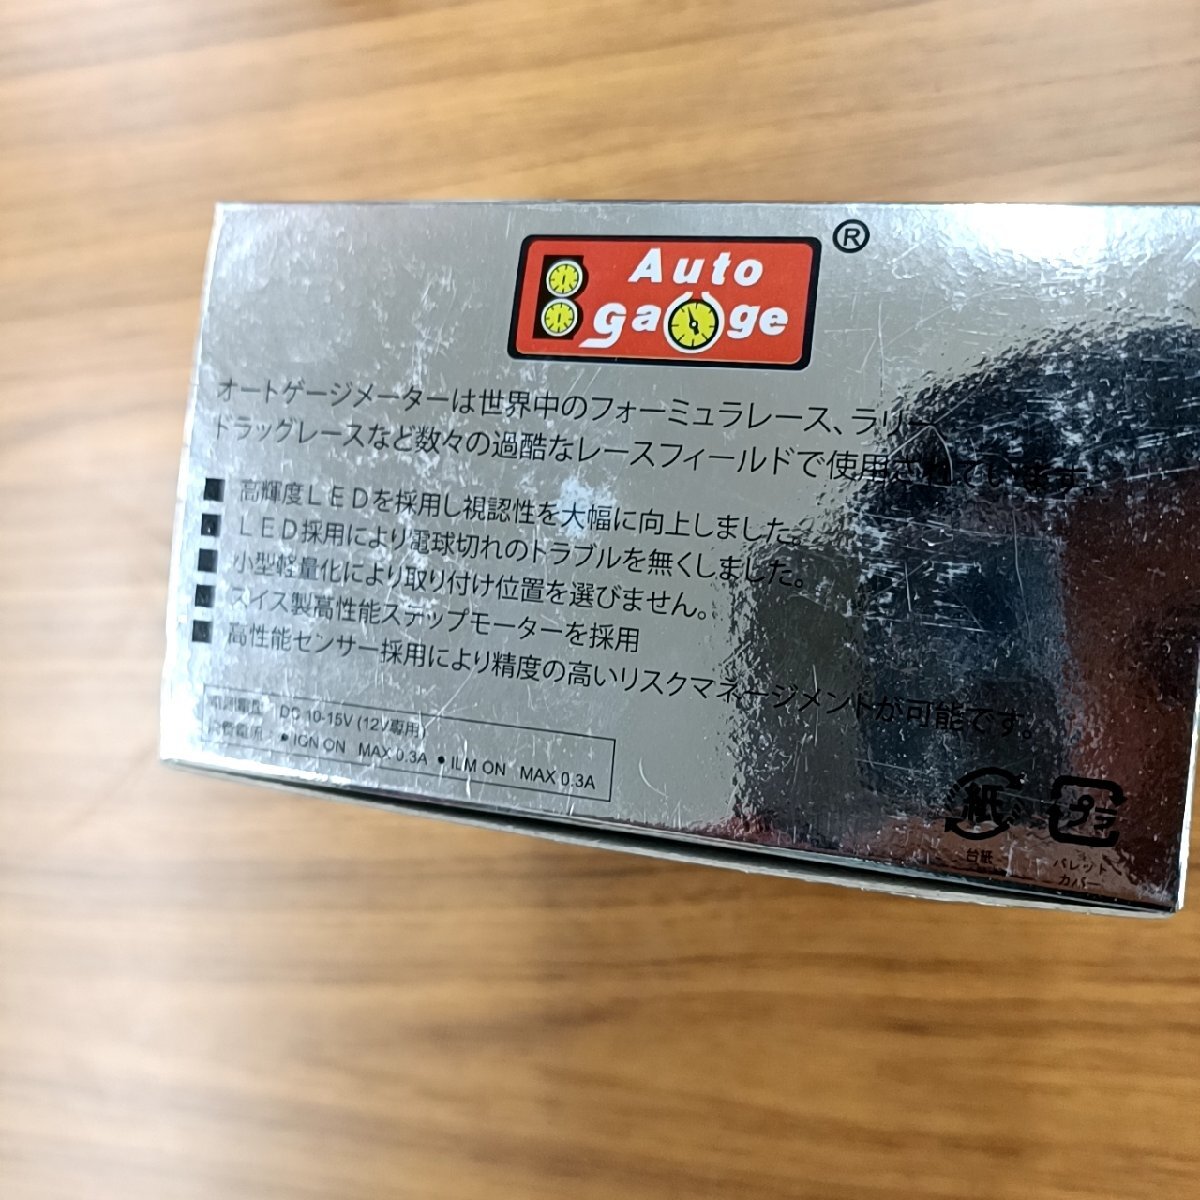 Auto
gauge
®
オートゲージメーターは世界中のフォーミュラレース、ラリー、
ドラッグレースなど数々の過酷なレースフィールドで使用されています。
■ 高輝度LEDを採用し視認性を大幅に向上しました。
■ LED採用により電球切れのトラブルを無くしました。
■ 小型軽量化により取り付け位置を選びません。
■ スイス製高性能ステップモーターを採用
■ 高性能センサー採用により精度の高いリスクマネージメントが可能です。
DC 10-15V (12V専用)
●IGN ON MAX 0.3A ●ILM ON MAX 0.3A
紙
台紙
プラ
パレット
カバー